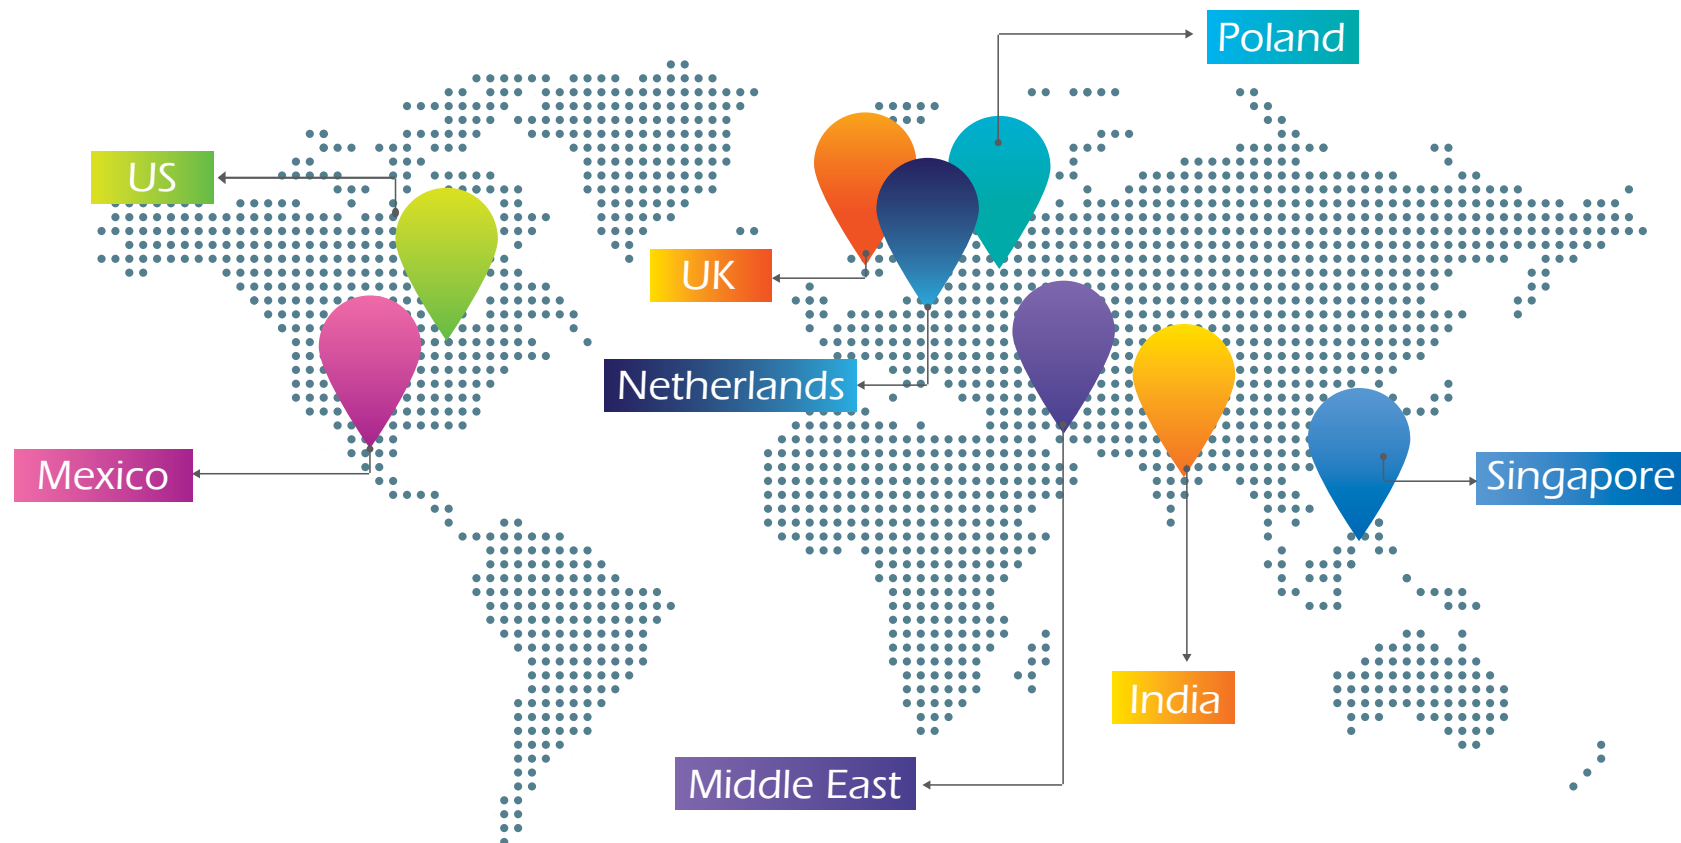 Poland
US
UK
Netherlands
Mexico
Singapore
India
Middle East